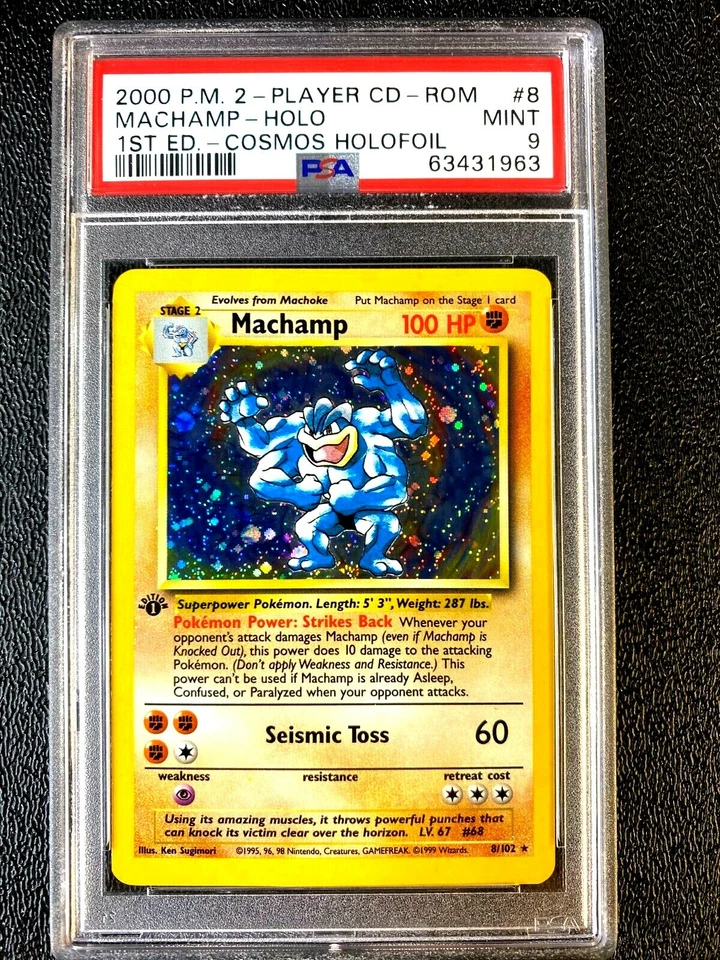 2000 P.M. 2-PLAYER CD-ROM #8
MACHAMP-HOLO MINT
1ST ED.-COSMOS HOLOFOIL 9
PSA 63431963
Evolves from Machoke Put Machamp on the Stage 1 card
STAGE 2
Machamp 100 HP
EDITION 1
Superpower Pokémon. Length: 5' 3", Weight: 287 lbs.
Pokémon Power: Strikes Back Whenever your
opponent's attack damages Machamp (even if Machamp is
Knocked Out), this power does 10 damage to the attacking
Pokémon. (Don't apply Weakness and Resistance.) This
power can't be used if Machamp is already Asleep,
Confused, or Paralyzed when your opponent attacks.
Seismic Toss 60
weakness resistance retreat cost
Using its amazing muscles, it throws powerful punches that
can knock its victim clear over the horizon. LV. 67 #68
Illus. Ken Sugimori ©1995, 96, 98 Nintendo, Creatures, GAMEFREAK. ©1999 Wizards. 8/102 ★
PSA